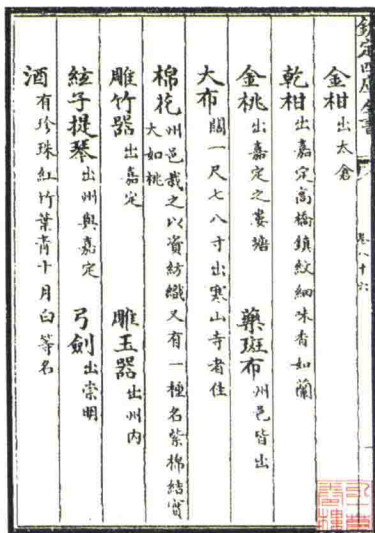 欽定四庫全書
卷八十六
金柑出太倉
乾柑出嘉定高橋鎮紋細味香如蘭
金桃出嘉定之婁塘 藥斑布州邑皆出
大布闊一尺七八寸出寒山寺者佳
棉花州邑栽之以資紡織又有一種名紫棉結實大如桃
雕竹器出嘉定 雕玉器出州内
絃子提琴出州與嘉定 弓劍出崇明
酒有珍珠紅竹葉青十月白等名